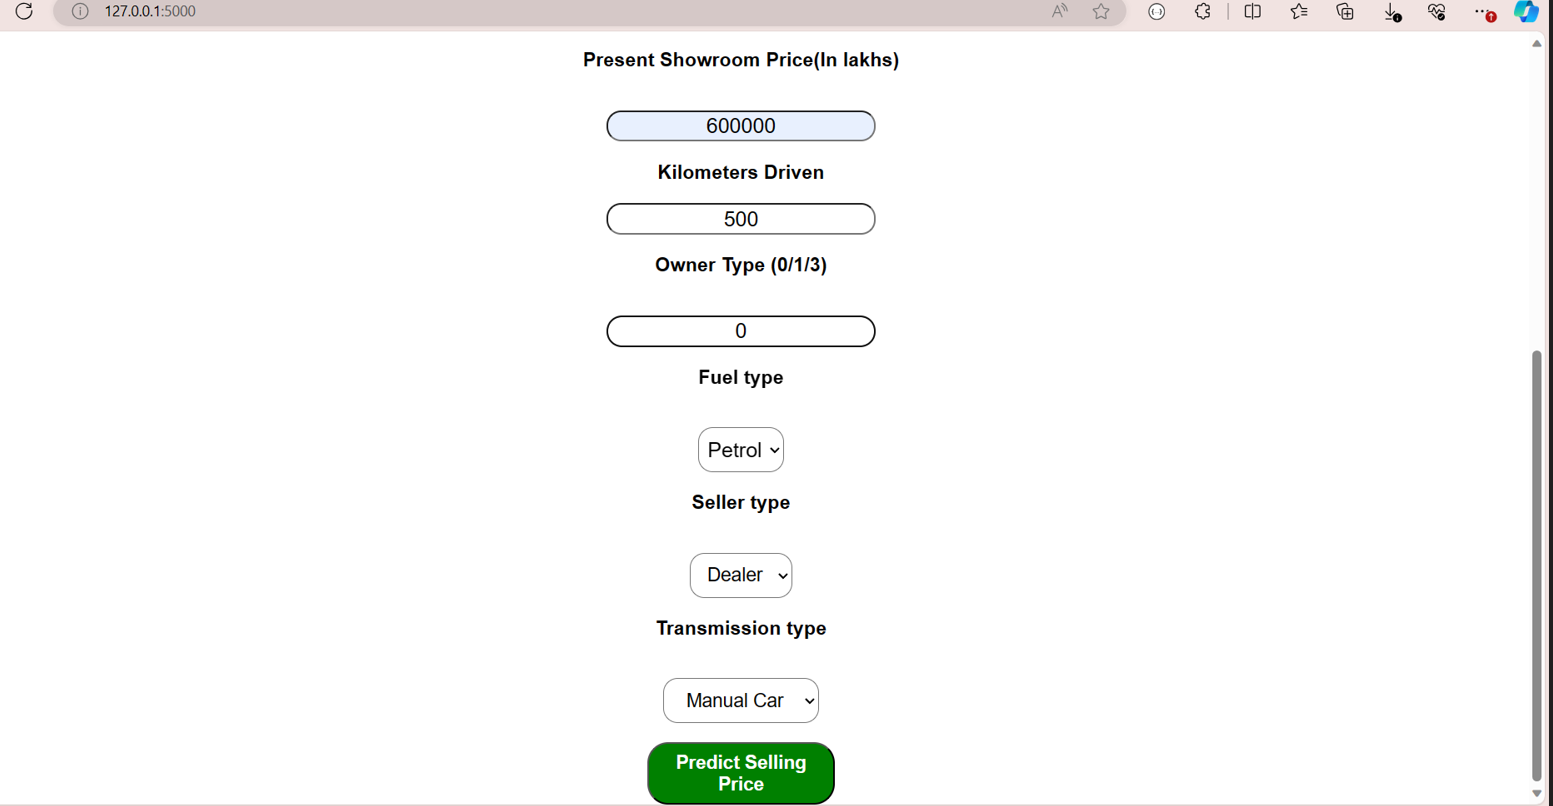 127.0.0.1:5000
Present Showroom Price(In lakhs)
600000
Kilometers Driven
500
Owner Type (0/1/3)
0
Fuel type
Petrol
Seller type
Dealer
Transmission type
Manual Car
Predict Selling
Price